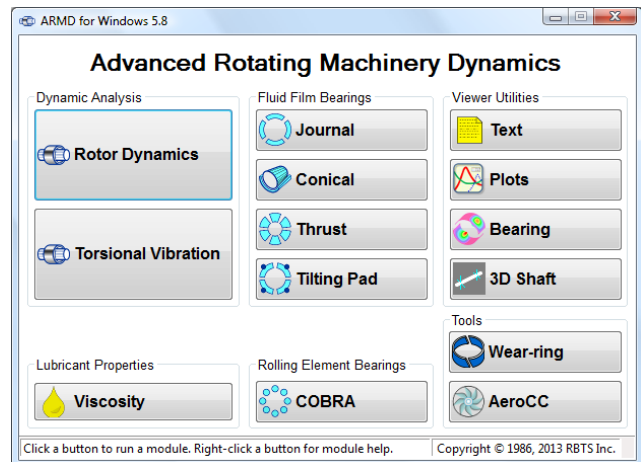 ARMD for Windows 5.8
Advanced Rotating Machinery Dynamics
Dynamic Analysis
Rotor Dynamics
Torsional Vibration
Fluid Film Bearings
Journal
Conical
Thrust
Tilting Pad
Viewer Utilities
Text
Plots
Bearing
3D Shaft
Lubricant Properties
Viscosity
Rolling Element Bearings
COBRA
Tools
Wear-ring
AeroCC
Click a button to run a module. Right-click a button for module help.
Copyright © 1986, 2013 RBTS Inc.